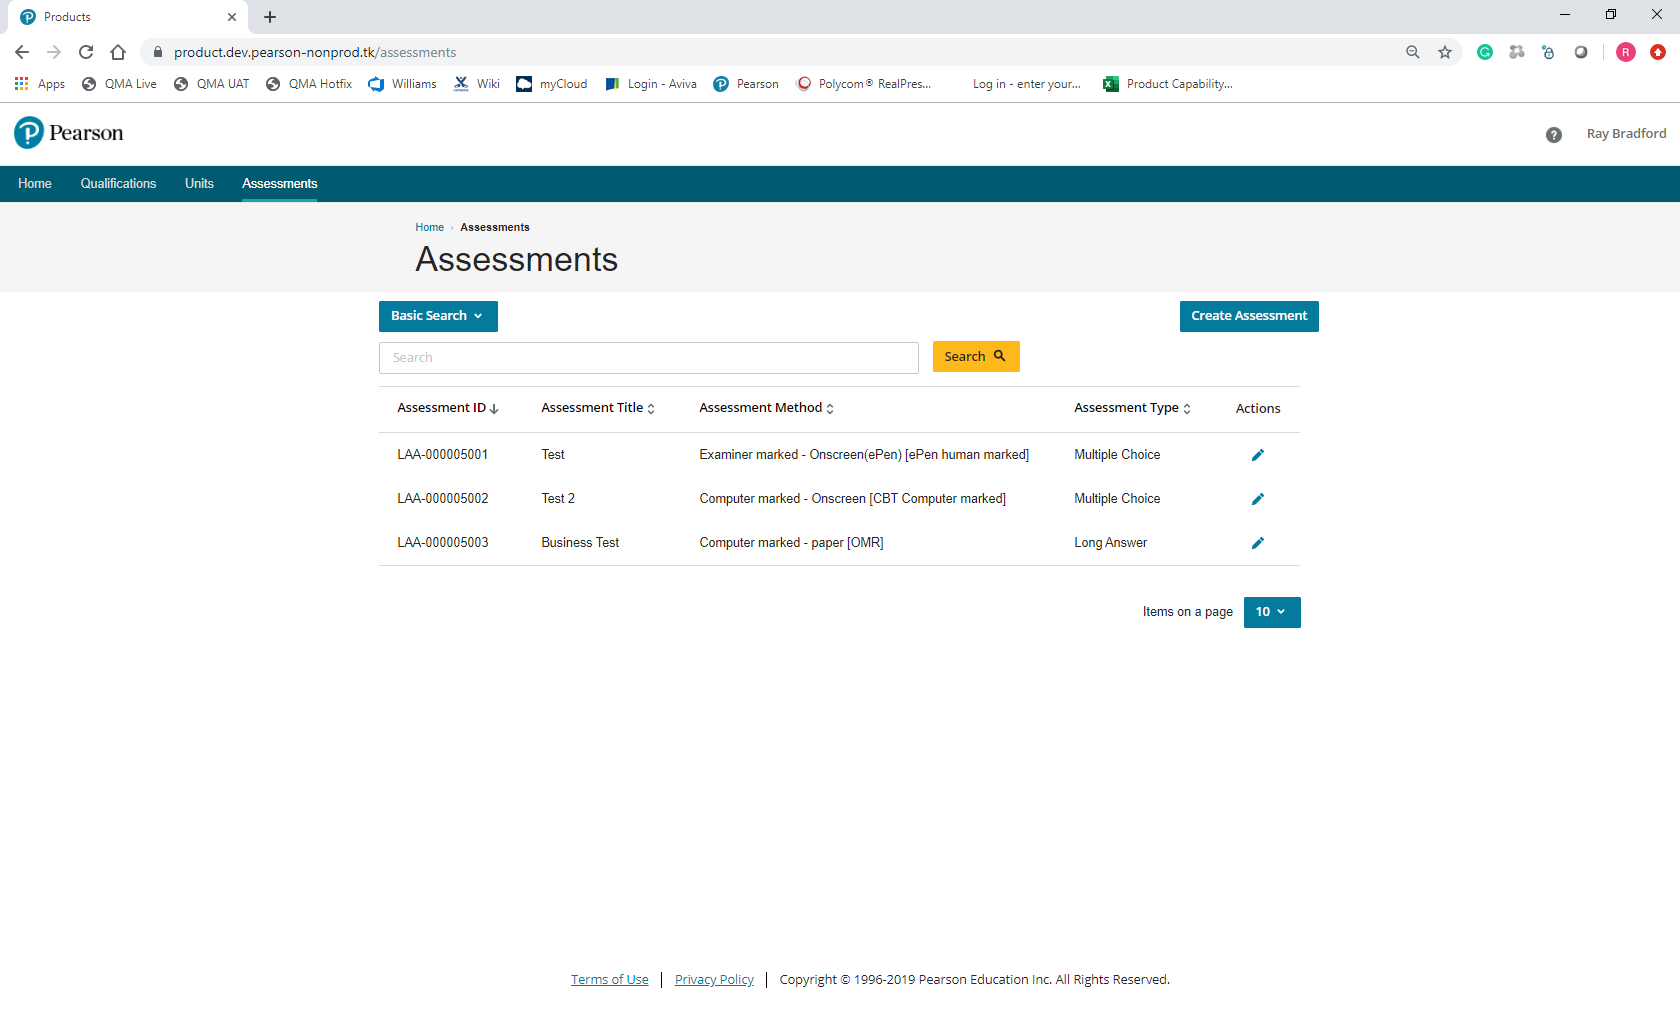 Products
product.dev.pearson-nonprod.tk/assessments
R
Apps QMA Live QMA UAT QMA Hotfix Williams Wiki myCloud Login - Aviva Pearson Polycom® RealPres... Log in - enter your... Product Capability...
Pearson
? Ray Bradford
Home Qualifications Units Assessments
Home › Assessments
Assessments
Basic Search Create Assessment
Search Search
Assessment ID Assessment Title Assessment Method Assessment Type Actions
LAA-000005001 Test Examiner marked - Onscreen(ePen) [ePen human marked] Multiple Choice
LAA-000005002 Test 2 Computer marked - Onscreen [CBT Computer marked] Multiple Choice
LAA-000005003 Business Test Computer marked - paper [OMR] Long Answer
Items on a page 10
Terms of Use | Privacy Policy | Copyright © 1996-2019 Pearson Education Inc. All Rights Reserved.